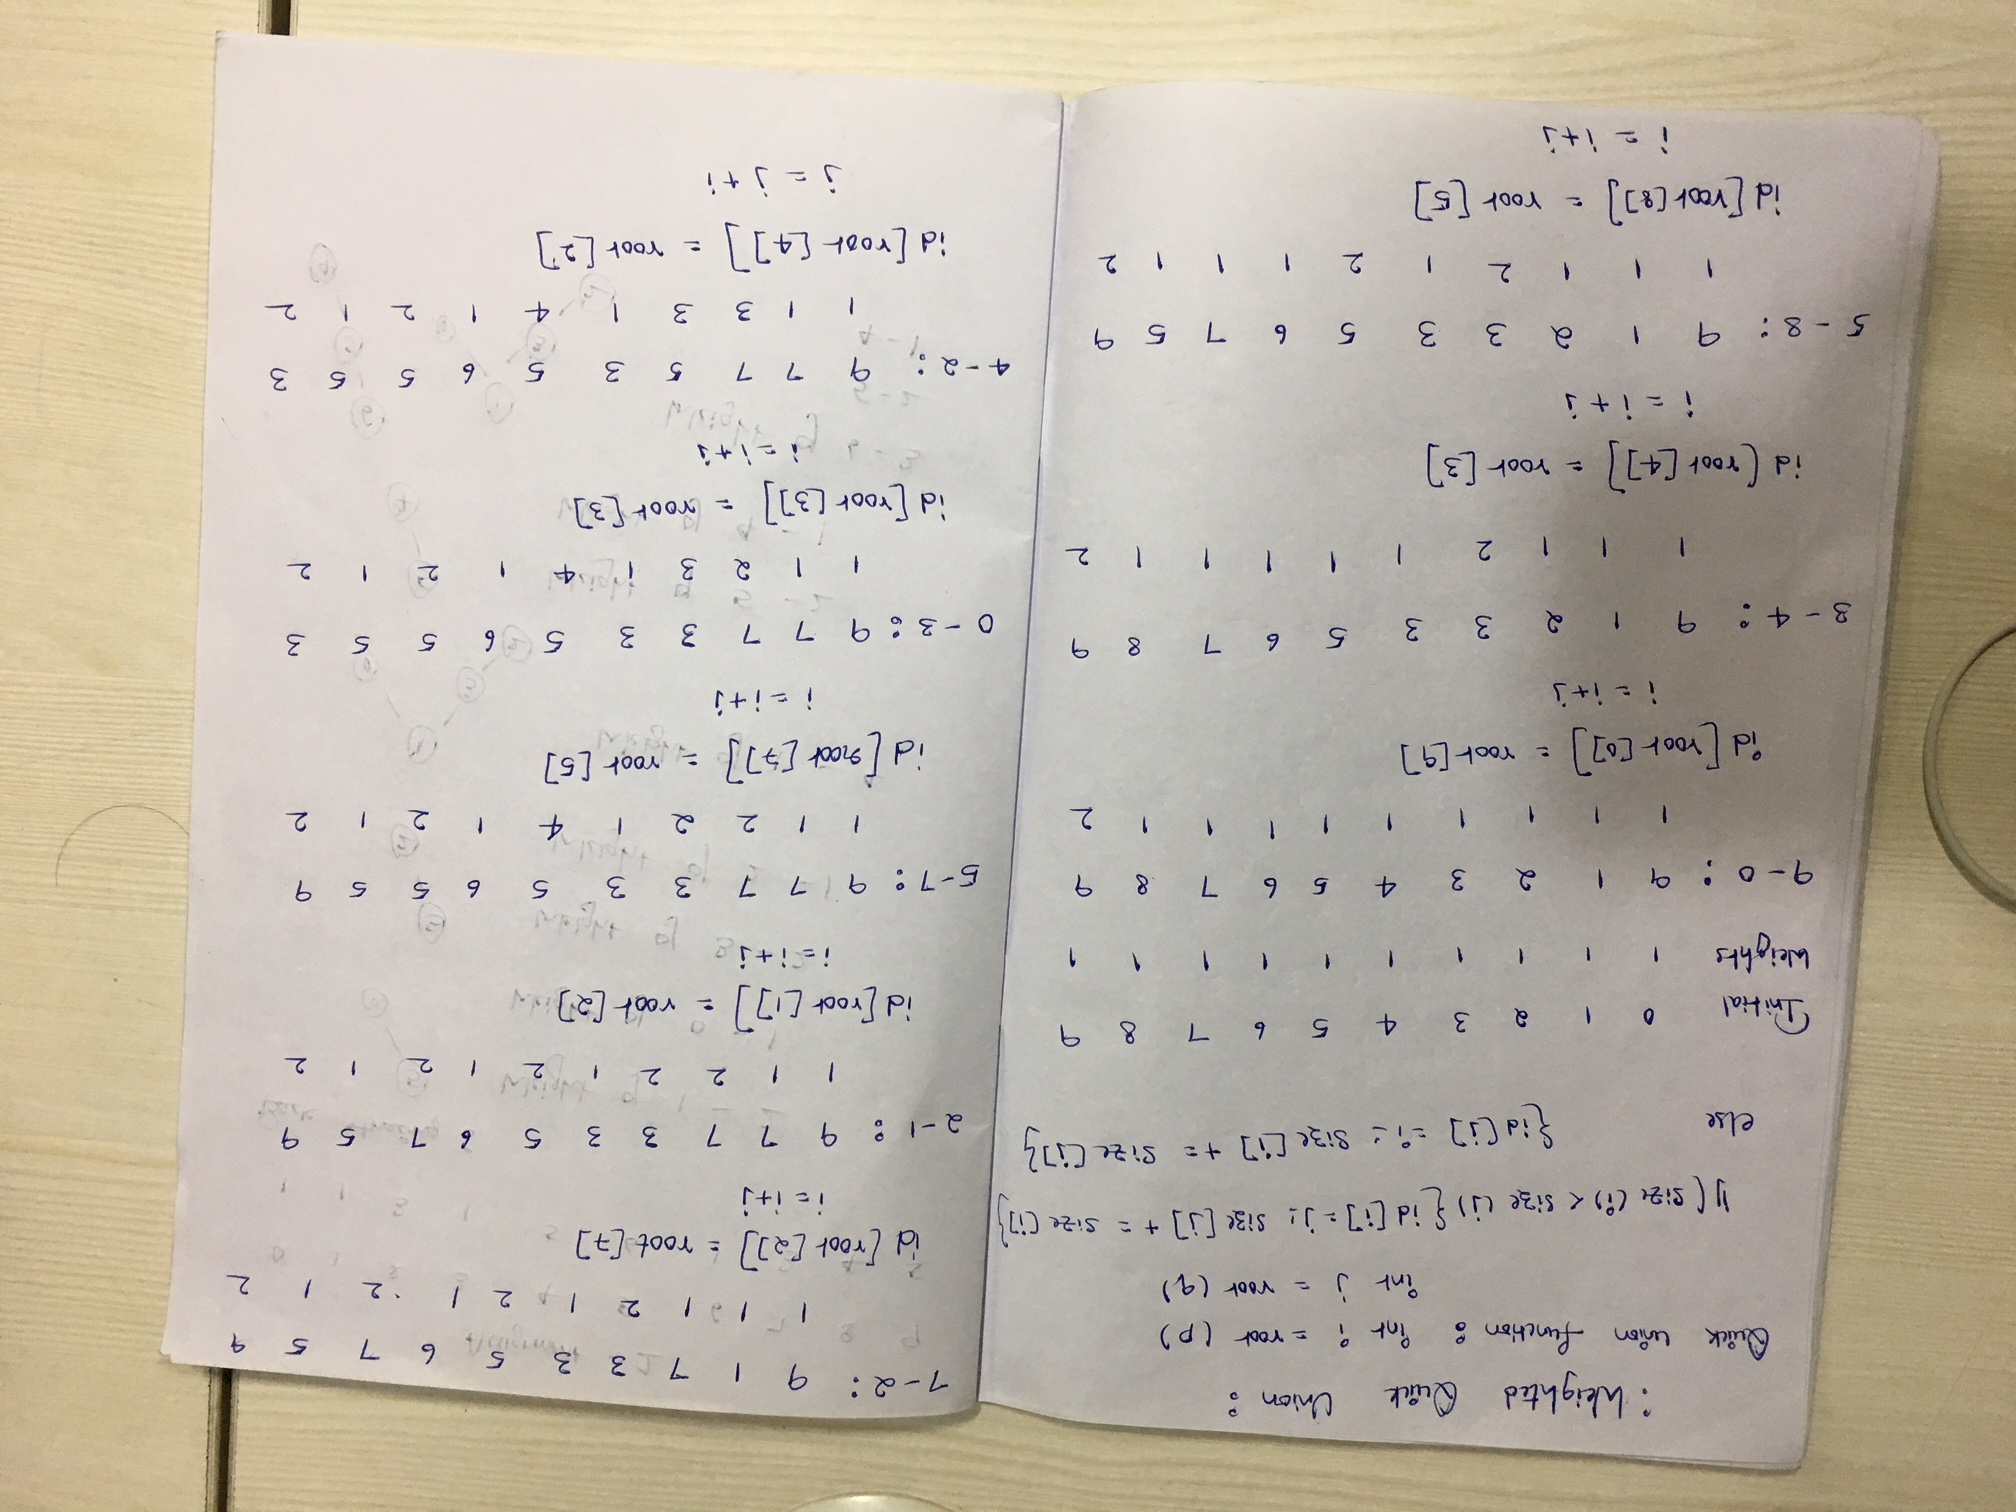 : Weighted Quick Union :
Quick union function : int i = root (p)
int j = root (q)
if (size (i) < size (j) { id [i] = j ; size [j] += size [i] }
else { id [j] = i ; size [i] += size [j] }
Initial 0 1 2 3 4 5 6 7 8 9
Weights 1 1 1 1 1 1 1 1 1
9-0 : 9 1 2 3 4 5 6 7 8 9
1 1 1 1 1 1 1 1 1 2
id [root [0]] = root [9]
i = i+j
3-4 : 9 1 2 3 3 5 6 7 8 9
1 1 1 2 1 1 1 1 1 2
id [root [4]] = root [3]
i = i+j
5-8 : 9 1 2 3 3 5 6 7 5 9
1 1 1 2 1 2 1 1 1 2
id [root [8]] = root [5]
i = i+j
7-2 : 9 1 7 3 3 5 6 7 5 9
1 1 1 2 1 2 1 2 1 2
id [root [2]] = root [7]
i = i+j
2-1 : 9 7 7 3 3 5 6 7 5 9
1 1 2 2 1 2 1 2 1 2
id [root [1]] = root [2]
i = i+j
5-7 : 9 7 7 3 3 5 6 5 5 9
1 1 2 2 1 4 1 2 1 2
id [root [7]] = root [5]
i = i+j
0-3 : 9 7 7 3 3 5 6 5 5 3
1 1 2 3 1 4 1 2 1 2
id [root [3]] = root [3]
i = i+j
4-2 : 9 7 7 5 3 5 6 5 5 3
1 1 3 3 1 4 1 2 1 2
id [root [4]] = root [2]
j = j+i